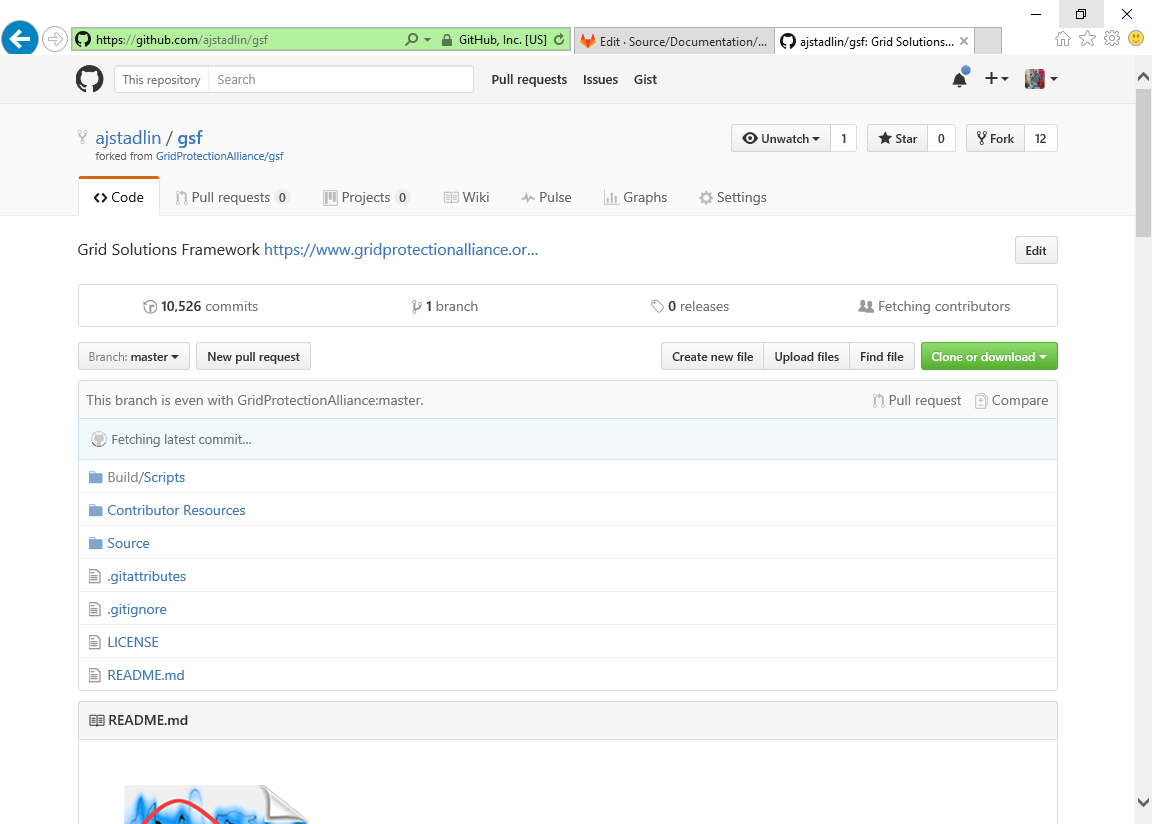 https://github.com/ajstadlin/gsf GitHub, Inc. [US] Edit · Source/Documentation/... ajstadlin/gsf: Grid Solutions...
This repository Search Pull requests Issues Gist
ajstadlin / gsf
Unwatch 1 Star 0 Fork 12
forked from GridProtectionAlliance/gsf
Code Pull requests 0 Projects 0 Wiki Pulse Graphs Settings
Grid Solutions Framework https://www.gridprotectionalliance.or... Edit
10,526 commits 1 branch 0 releases Fetching contributors
Branch: master New pull request Create new file Upload files Find file Clone or download
This branch is even with GridProtectionAlliance:master. Pull request Compare
Fetching latest commit...
Build/Scripts
Contributor Resources
Source
.gitattributes
.gitignore
LICENSE
README.md
README.md